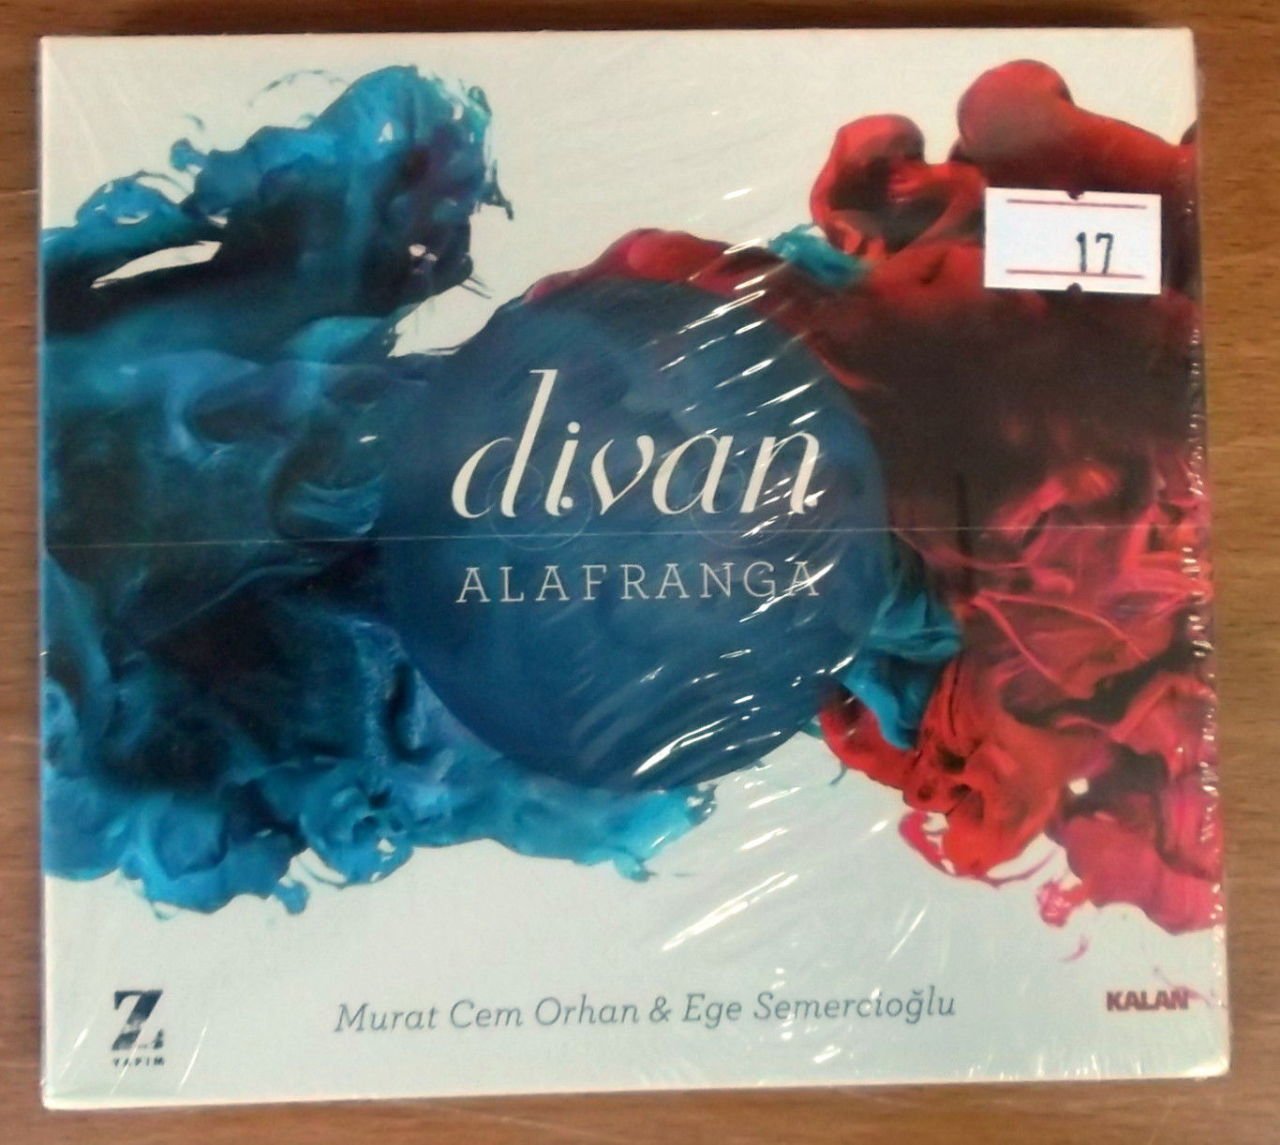 17
divan
ALAFRANGA
Murat Cem Orhan & Ege Semercioğlu
Z
YAPIM
KALAN